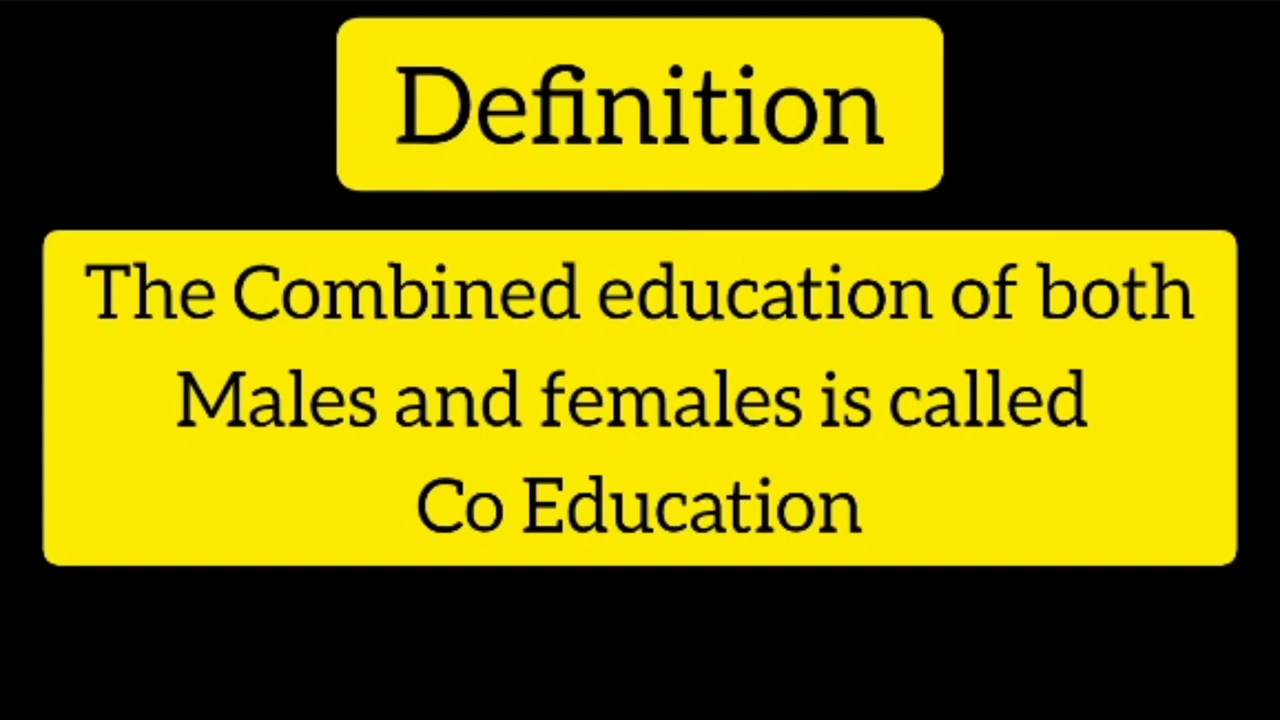 Definition
The Combined education of both
Males and females is called
Co Education